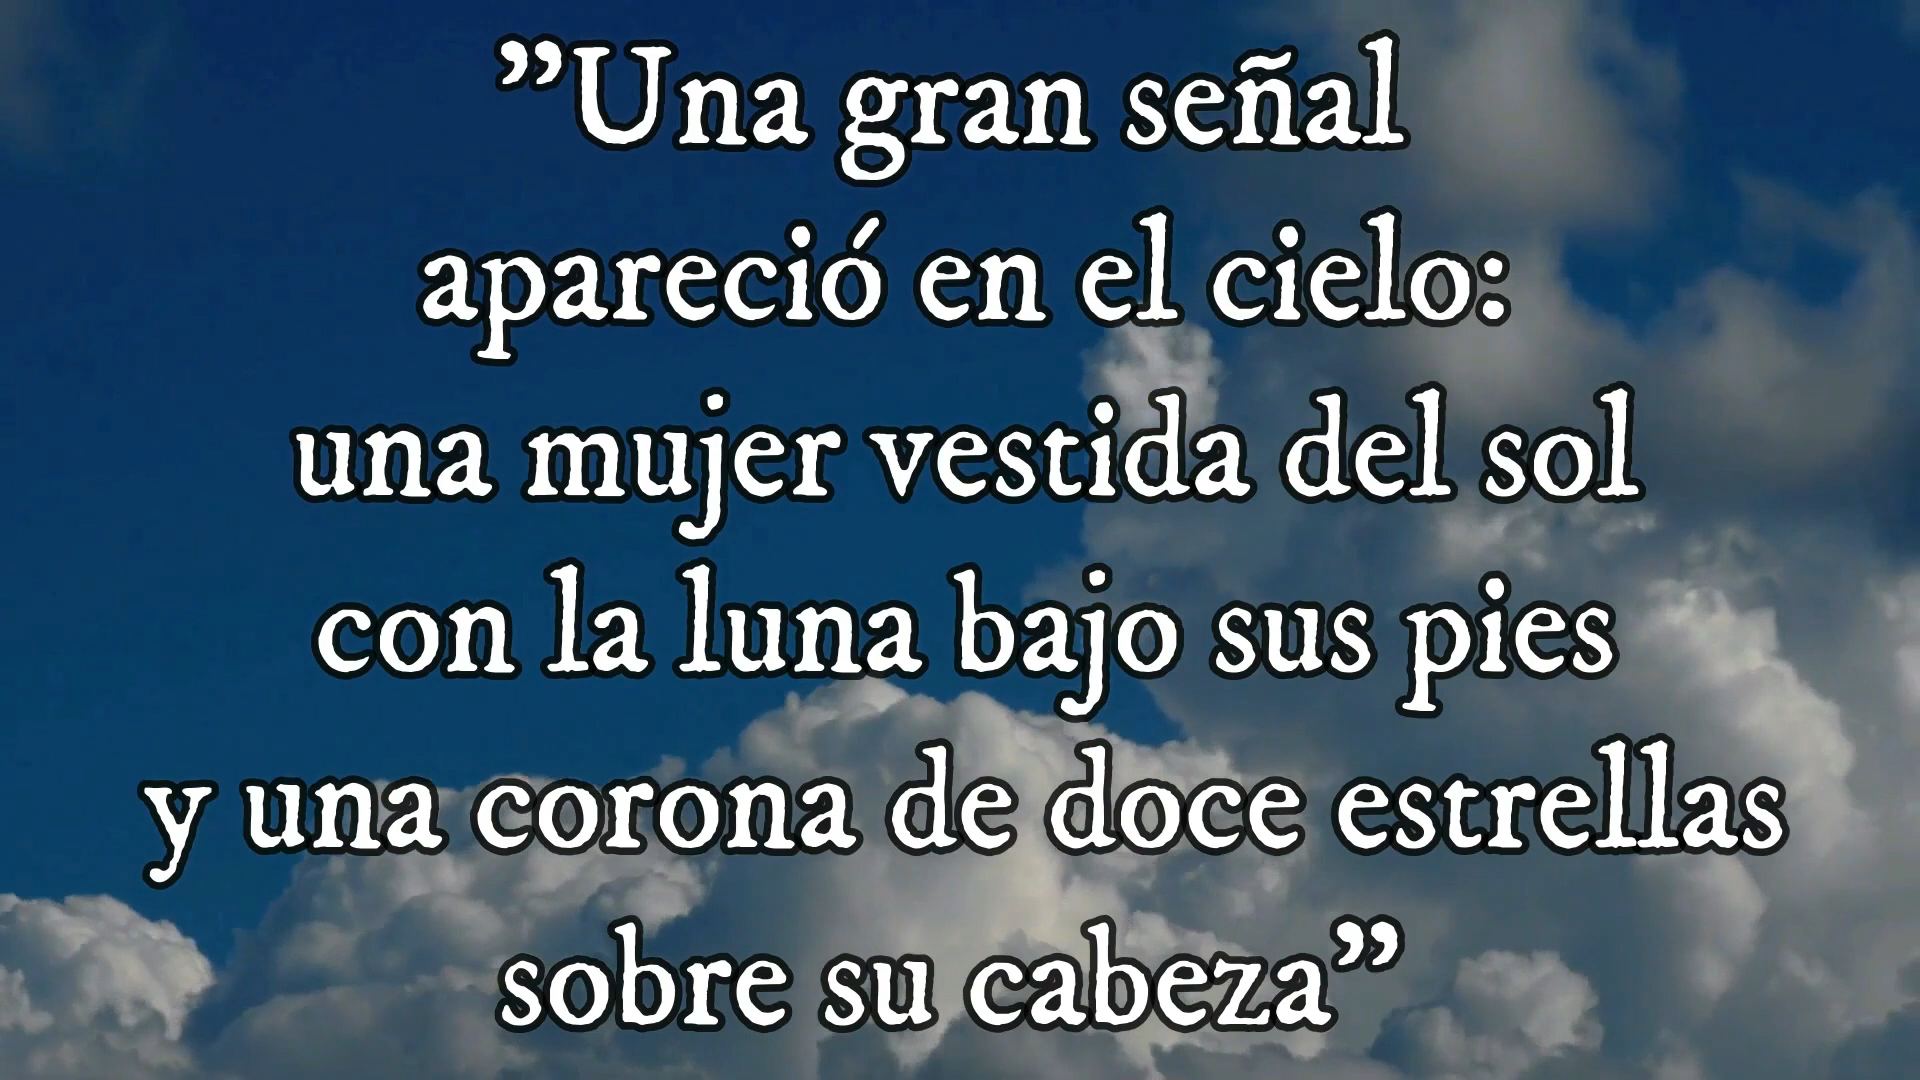 ”Una gran señal
apareció en el cielo:
una mujer vestida del sol
con la luna bajo sus pies
y una corona de doce estrellas
sobre su cabeza”